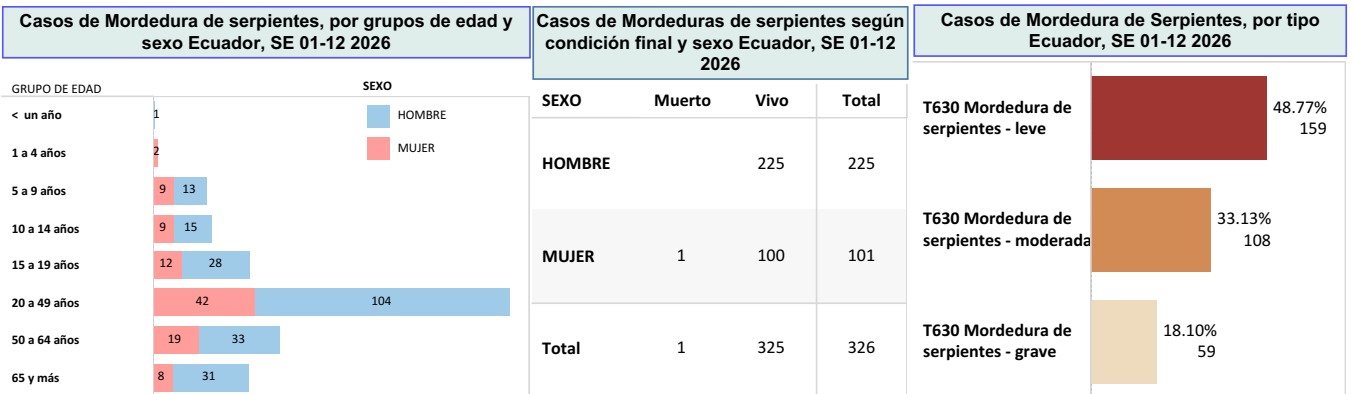 Casos de Mordedura de serpientes, por grupos de edad y
sexo Ecuador, SE 01-12 2026
GRUPO DE EDAD
SEXO
HOMBRE
MUJER
< un año 1
1 a 4 años 2
5 a 9 años 9 13
10 a 14 años 9 15
15 a 19 años 12 28
20 a 49 años 42 104
50 a 64 años 19 33
65 y más 8 31
Casos de Mordeduras de serpientes según
condición final y sexo Ecuador, SE 01-12
2026
SEXO Muerto Vivo Total
HOMBRE 225 225
MUJER 1 100 101
Total 1 325 326
Casos de Mordedura de Serpientes, por tipo
Ecuador, SE 01-12 2026
T630 Mordedura de
serpientes - leve
48.77%
159
T630 Mordedura de
serpientes - moderada
33.13%
108
T630 Mordedura de
serpientes - grave
18.10%
59